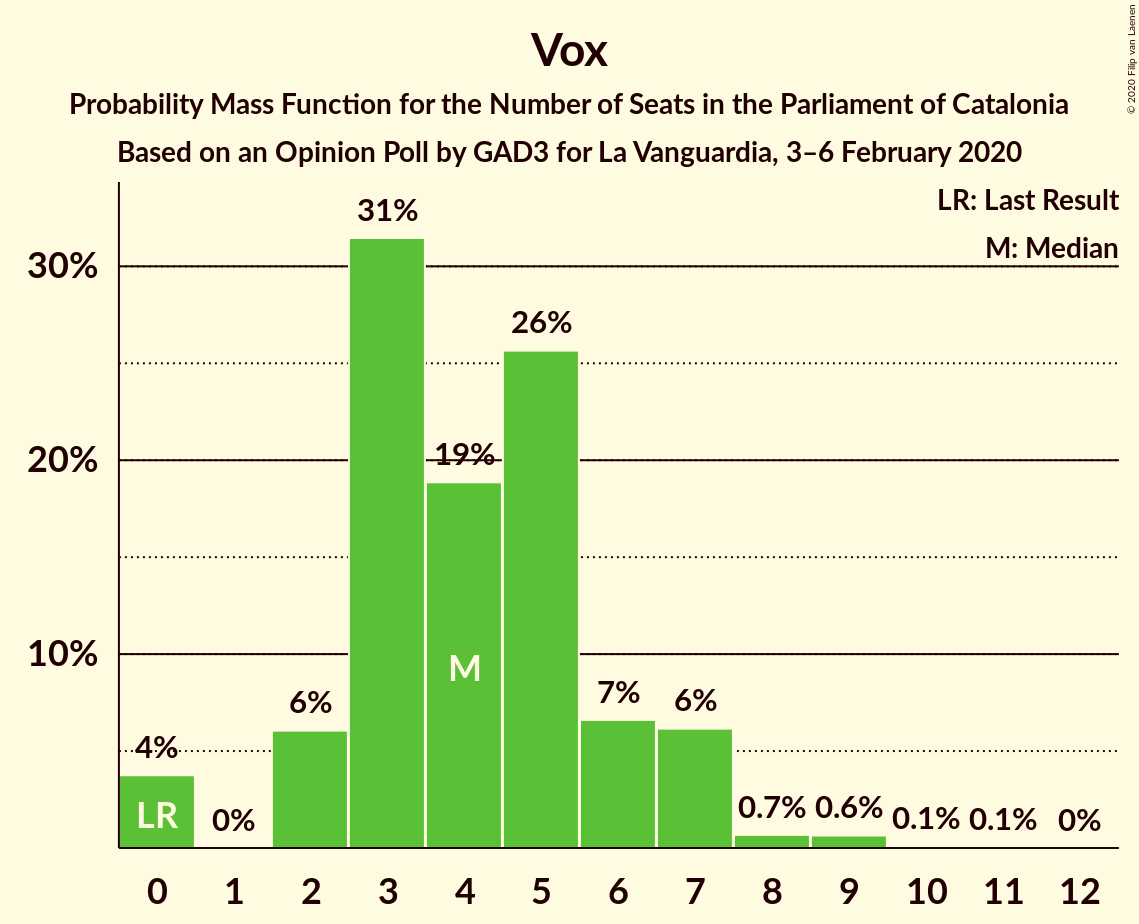 Vox
Probability Mass Function for the Number of Seats in the Parliament of Catalonia
Based on an Opinion Poll by GAD3 for La Vanguardia, 3–6 February 2020
© 2020 Filip van Laenen
LR: Last Result
M: Median
30%
20%
10%
4%
0%
6%
31%
19%
26%
7%
6%
0.7%
0.6%
0.1%
0.1%
0%
LR
M
0 1 2 3 4 5 6 7 8 9 10 11 12